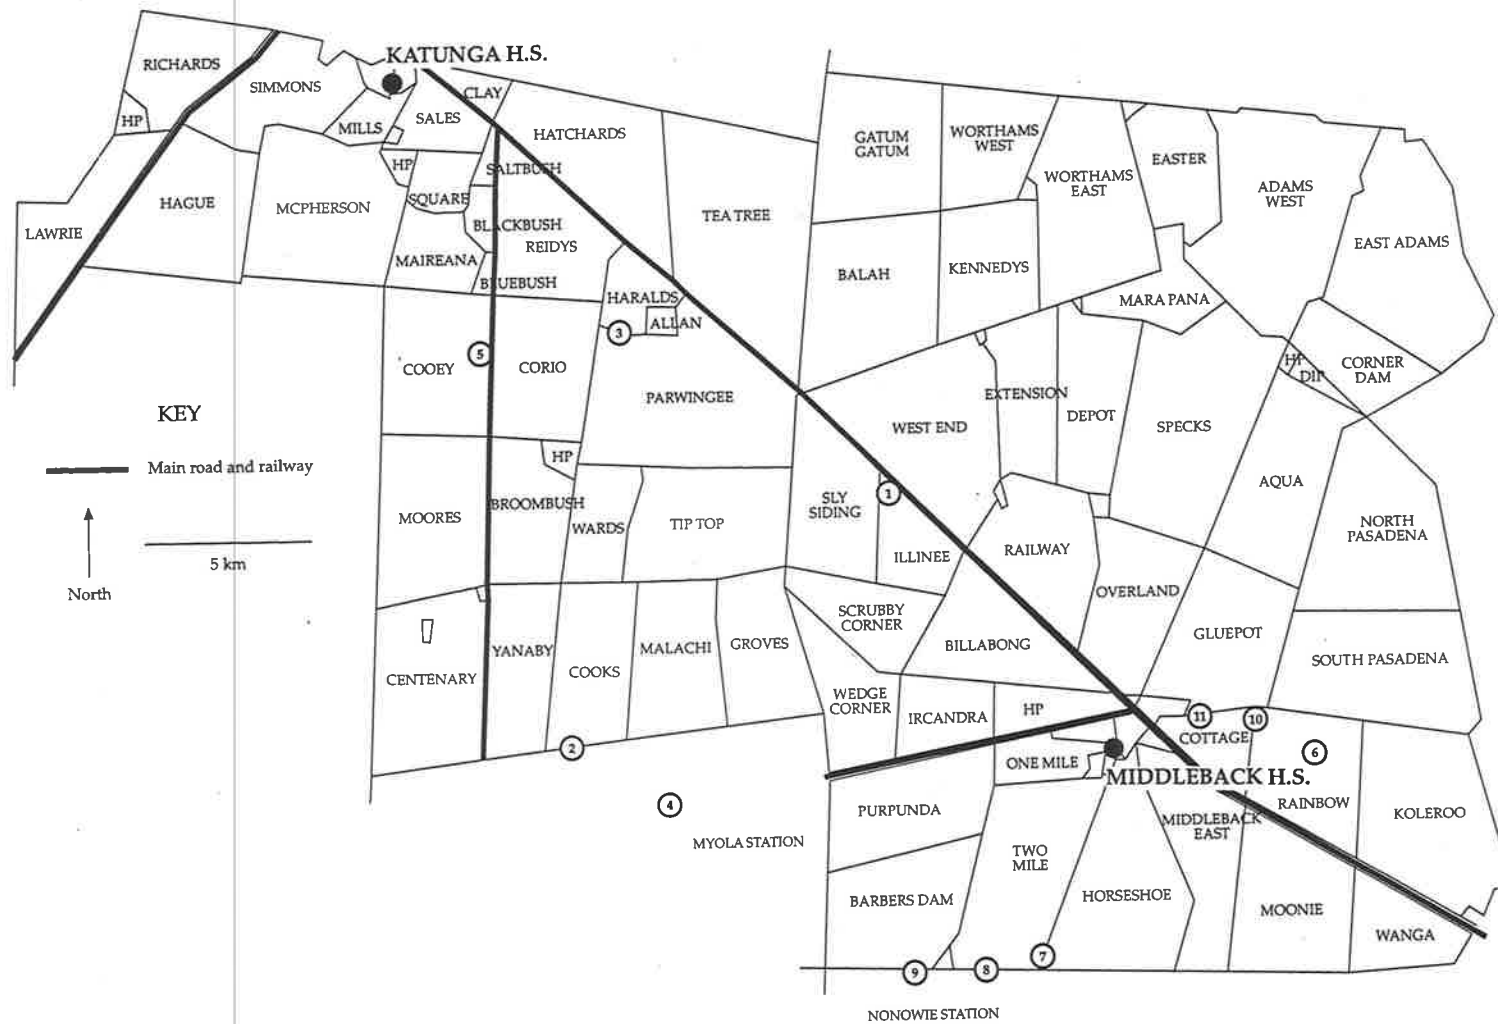 KATUNGA H.S.
RICHARDS
SIMMONS
CLAY
HP
MILLS
SALES
HATCHARDS
HP
SALTBUSH
SQUARE
HAGUE
MCPHERSON
LAWRIE
BLACKBUSH
REIDYS
MAIREANA
BLUEBUSH
TEA TREE
HARALDS
ALLAN
3
5
COOEY
CORIO
PARWINGEE
GATUM
GATUM
WORTHAMS
WEST
WORTHAMS
EAST
EASTER
ADAMS
WEST
EAST ADAMS
BALAH
KENNEDYS
MARA PANA
HP
DIP
CORNER
DAM
EXTENSION
DEPOT
SPECKS
WEST END
AQUA
NORTH
PASADENA
KEY
Main road and railway
5 km
North
MOORES
HP
BROOMBUSH
WARDS
TIP TOP
SLY
SIDING
1
ILLINEE
RAILWAY
OVERLAND
GLUEPOT
SOUTH PASADENA
SCRUBBY
CORNER
BILLABONG
CENTENARY
YANABY
COOKS
MALACHI
GROVES
WEDGE
CORNER
IRCANDRA
HP
11
10
COTTAGE
6
2
ONE MILE
MIDDLEBACK H.S.
4
MYOLA STATION
PURPUNDA
TWO
MILE
MIDDLEBACK
EAST
RAINBOW
KOLEROO
BARBERS DAM
HORSESHOE
MOONIE
WANGA
9
8
7
NONOWIE STATION